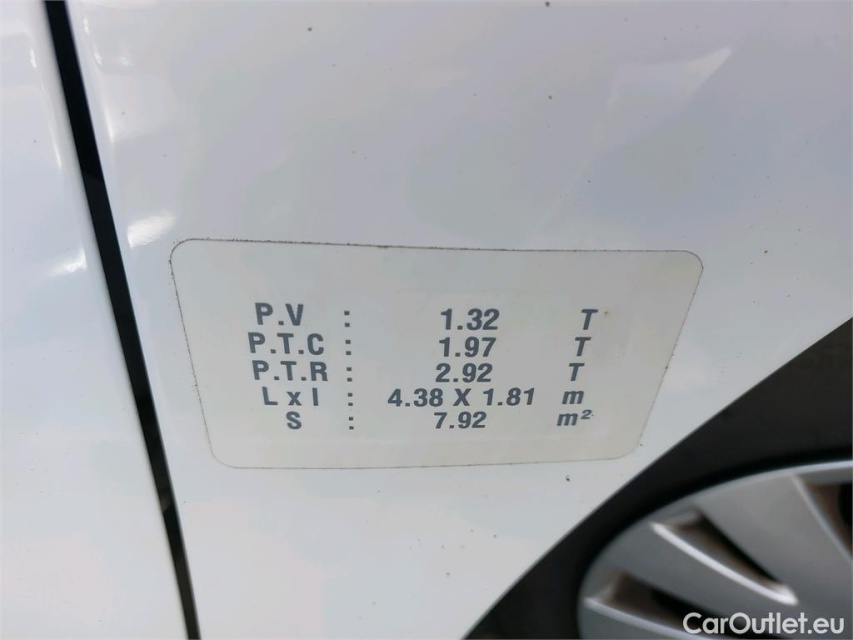 P.V : 1.32 T
P.T.C : 1.97 T
P.T.R : 2.92 T
L x l : 4.38 X 1.81 m
S : 7.92 m²
CarOutlet.eu